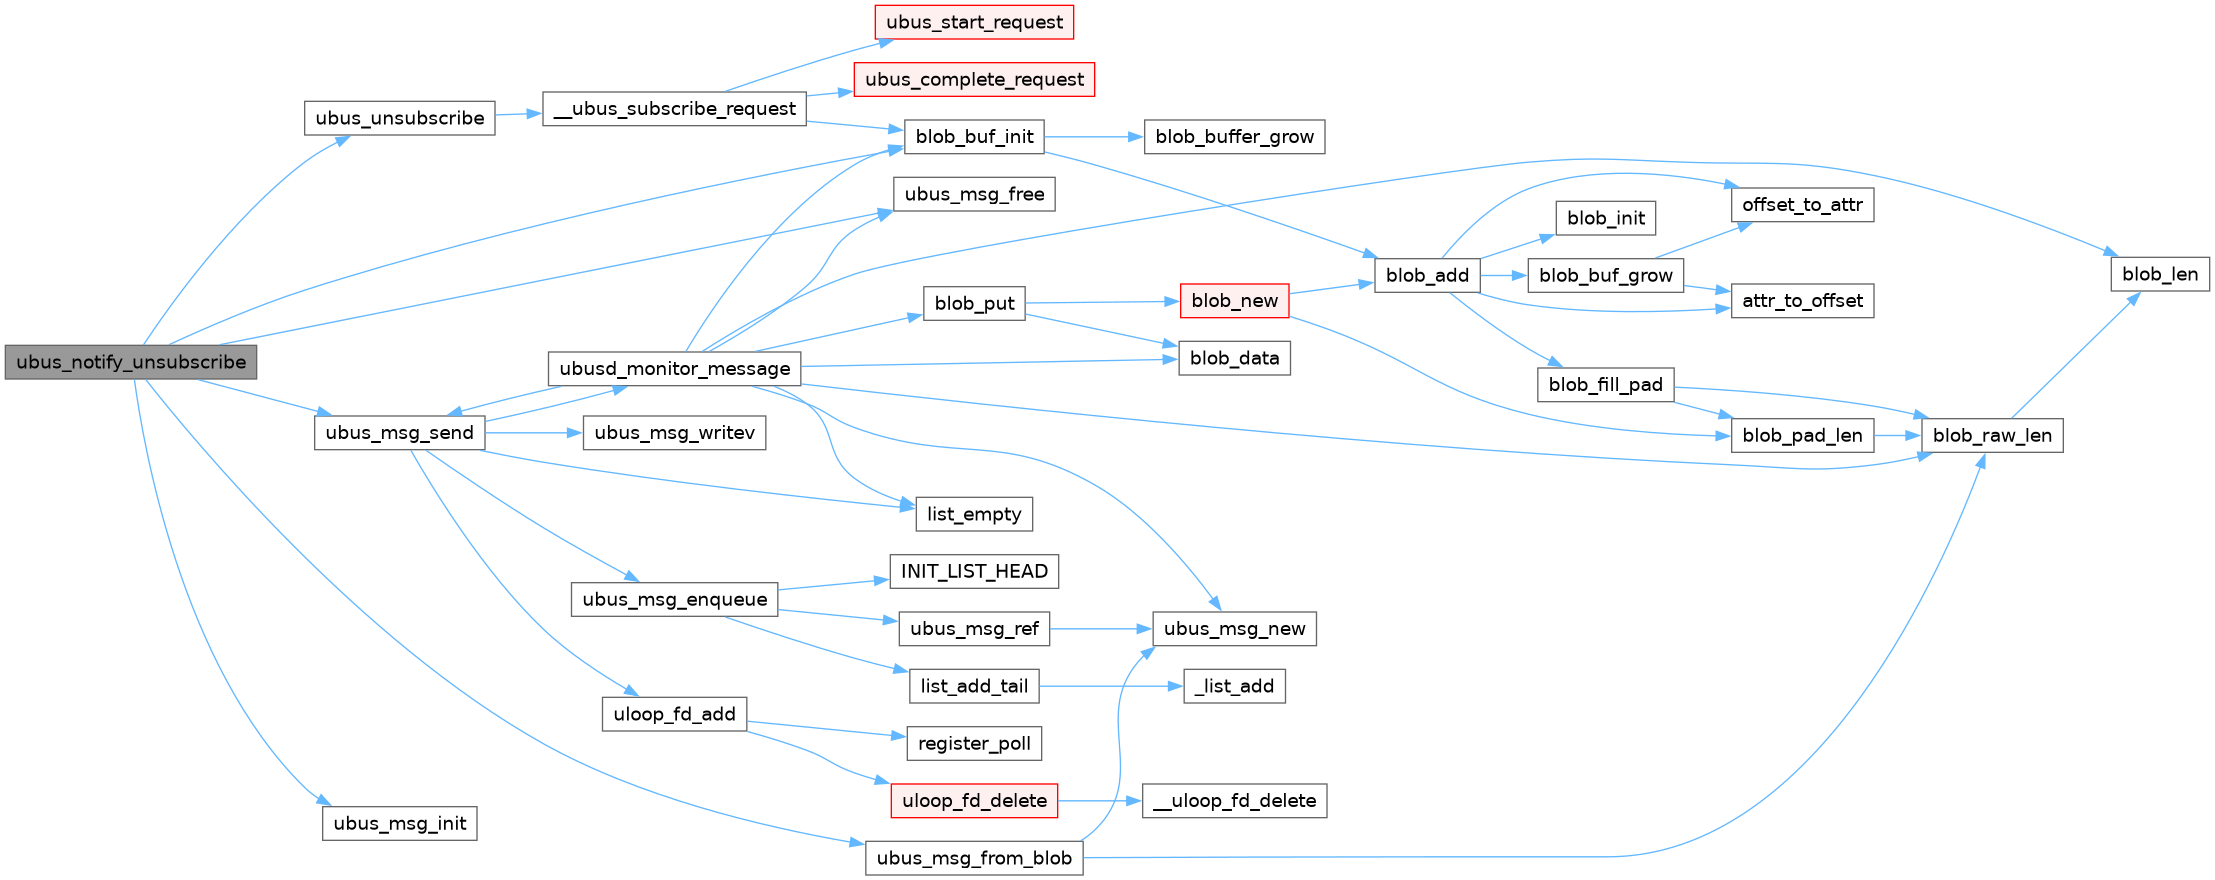 ubus_notify_unsubscribe
ubus_unsubscribe
__ubus_subscribe_request
ubus_start_request
ubus_complete_request
blob_buf_init
blob_buffer_grow
ubus_msg_free
blob_add
offset_to_attr
blob_init
blob_buf_grow
attr_to_offset
blob_len
blob_put
blob_new
blob_data
blob_fill_pad
blob_pad_len
blob_raw_len
ubusd_monitor_message
ubus_msg_send
ubus_msg_writev
list_empty
ubus_msg_enqueue
INIT_LIST_HEAD
ubus_msg_ref
ubus_msg_new
list_add_tail
_list_add
uloop_fd_add
register_poll
uloop_fd_delete
__uloop_fd_delete
ubus_msg_init
ubus_msg_from_blob